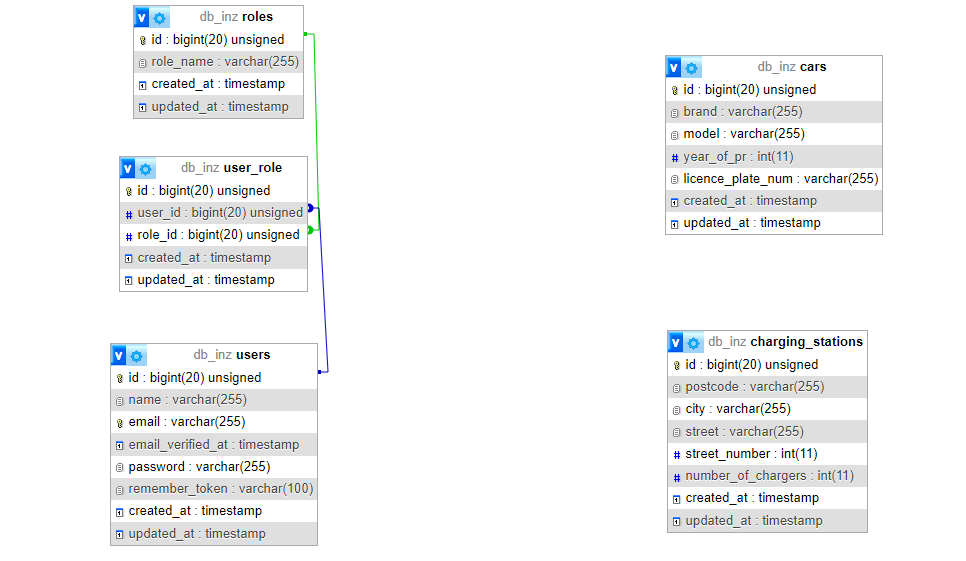 v db_inz roles
id : bigint(20) unsigned
role_name : varchar(255)
created_at : timestamp
updated_at : timestamp
v db_inz user_role
id : bigint(20) unsigned
user_id : bigint(20) unsigned
role_id : bigint(20) unsigned
created_at : timestamp
updated_at : timestamp
v db_inz users
id : bigint(20) unsigned
name : varchar(255)
email : varchar(255)
email_verified_at : timestamp
password : varchar(255)
remember_token : varchar(100)
created_at : timestamp
updated_at : timestamp
v db_inz cars
id : bigint(20) unsigned
brand : varchar(255)
model : varchar(255)
# year_of_pr : int(11)
licence_plate_num : varchar(255)
created_at : timestamp
updated_at : timestamp
v db_inz charging_stations
id : bigint(20) unsigned
postcode : varchar(255)
city : varchar(255)
street : varchar(255)
# street_number : int(11)
# number_of_chargers : int(11)
created_at : timestamp
updated_at : timestamp